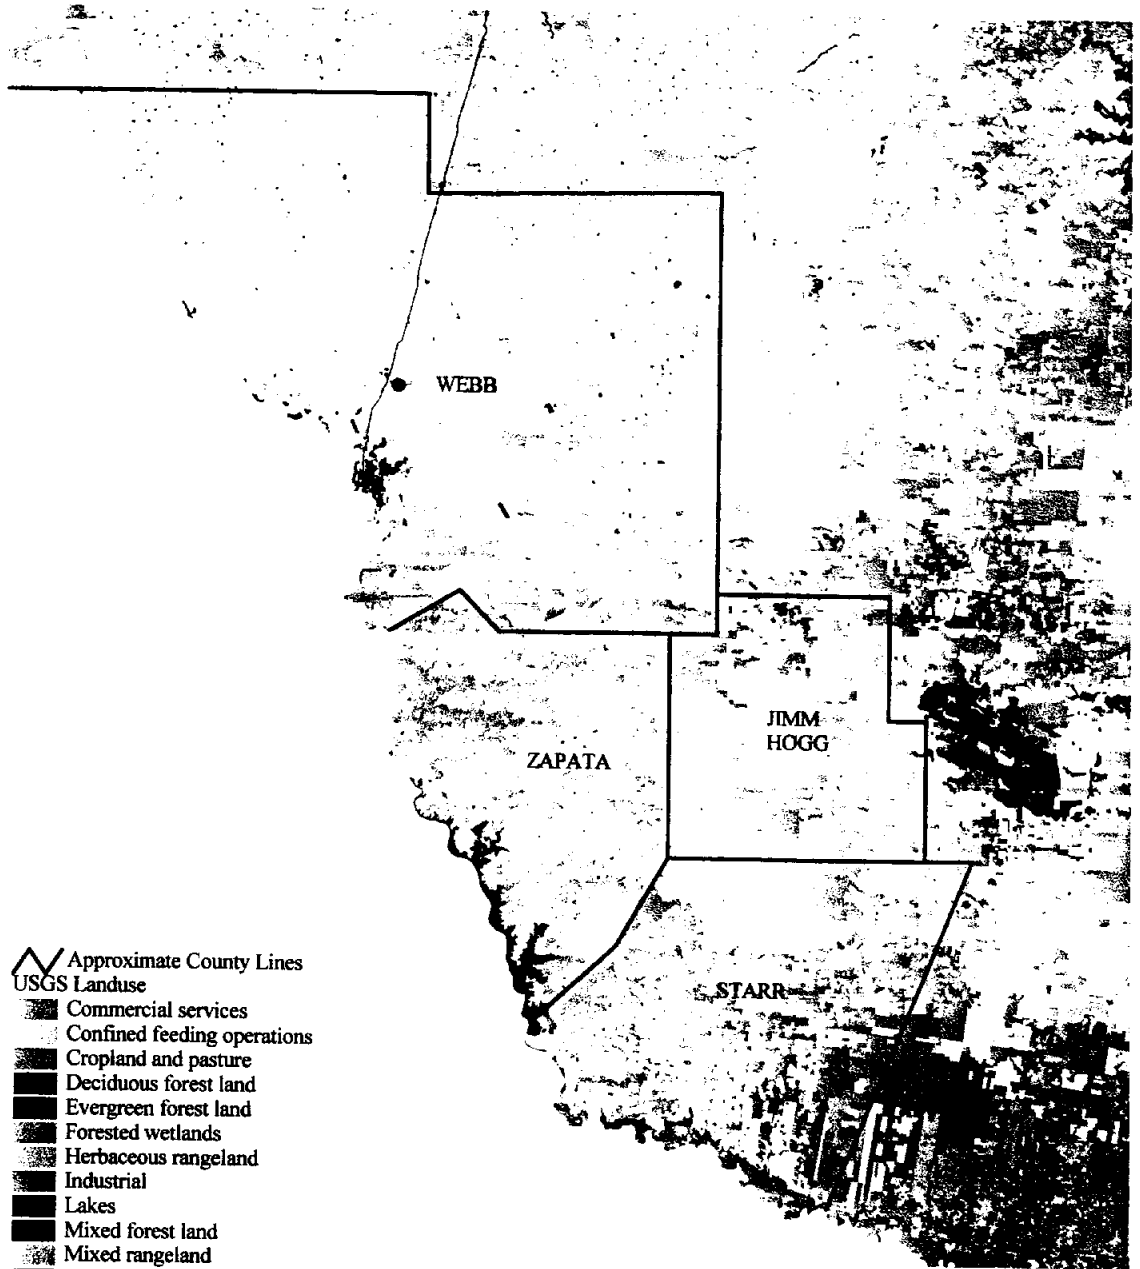 WEBB
JIMM
HOGG
ZAPATA
STARR
Approximate County Lines
USGS Landuse
Commercial services
Confined feeding operations
Cropland and pasture
Deciduous forest land
Evergreen forest land
Forested wetlands
Herbaceous rangeland
Industrial
Lakes
Mixed forest land
Mixed rangeland